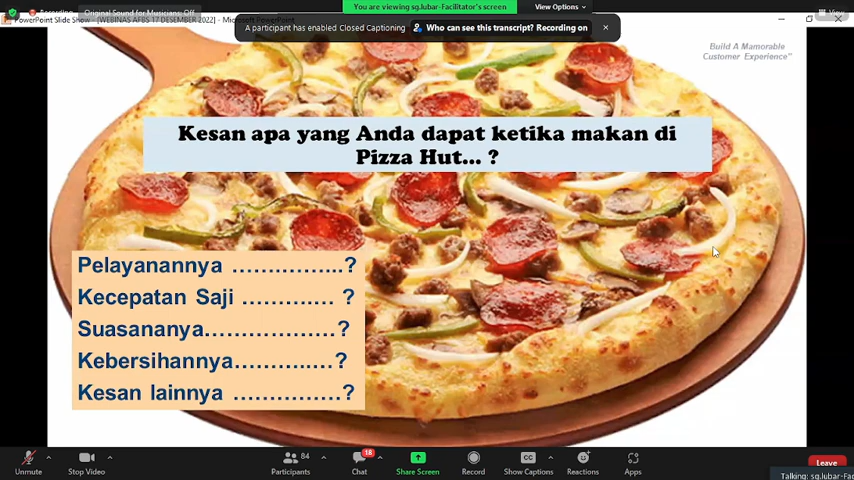 PowerPoint Slide Show - [WEBINAS AFBS 17 DESEMBER 2022] - Microsoft PowerPoint
Recording
Original Sound for Musicians: Off
You are viewing sg.lubar-Facilitator's screen
View Options
View
A participant has enabled Closed Captioning
Who can see this transcript? Recording on
Build A Mamorable
Customer Experience"
Kesan apa yang Anda dapat ketika makan di
Pizza Hut... ?
Pelayanannya ……………...?
Kecepatan Saji ………… ?
Suasananya………………?
Kebersihannya…………?
Kesan lainnya ……………?
Unmute
Stop Video
84
Participants
18
Chat
Share Screen
Record
CC
Show Captions
Reactions
Apps
Leave
Talking: sg.lubar-Fac